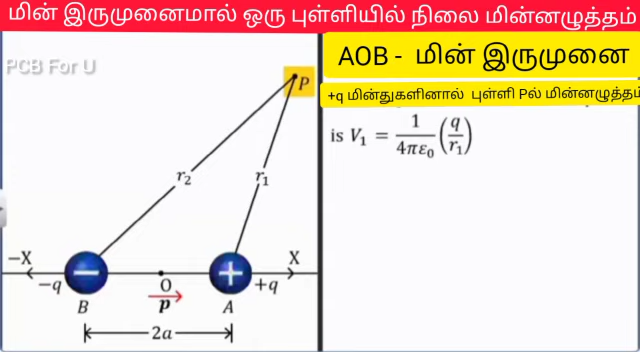 மின் இருமுனைமால் ஒரு புள்ளியில் நிலை மின்னழுத்தம்
PCB For U
AOB - மின் இருமுனை
+q மின்துகளினால் புள்ளி Pல் மின்னழுத்தம்
is V₁ = 1/4πε₀ (q/r₁)
P
r₂
r₁
−X
X
−
+
−q
O
+q
B
p
A
2a